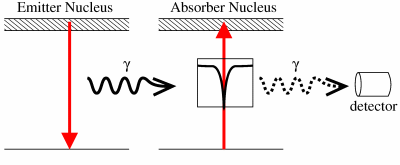 Emitter Nucleus
Absorber Nucleus
γ
γ
detector